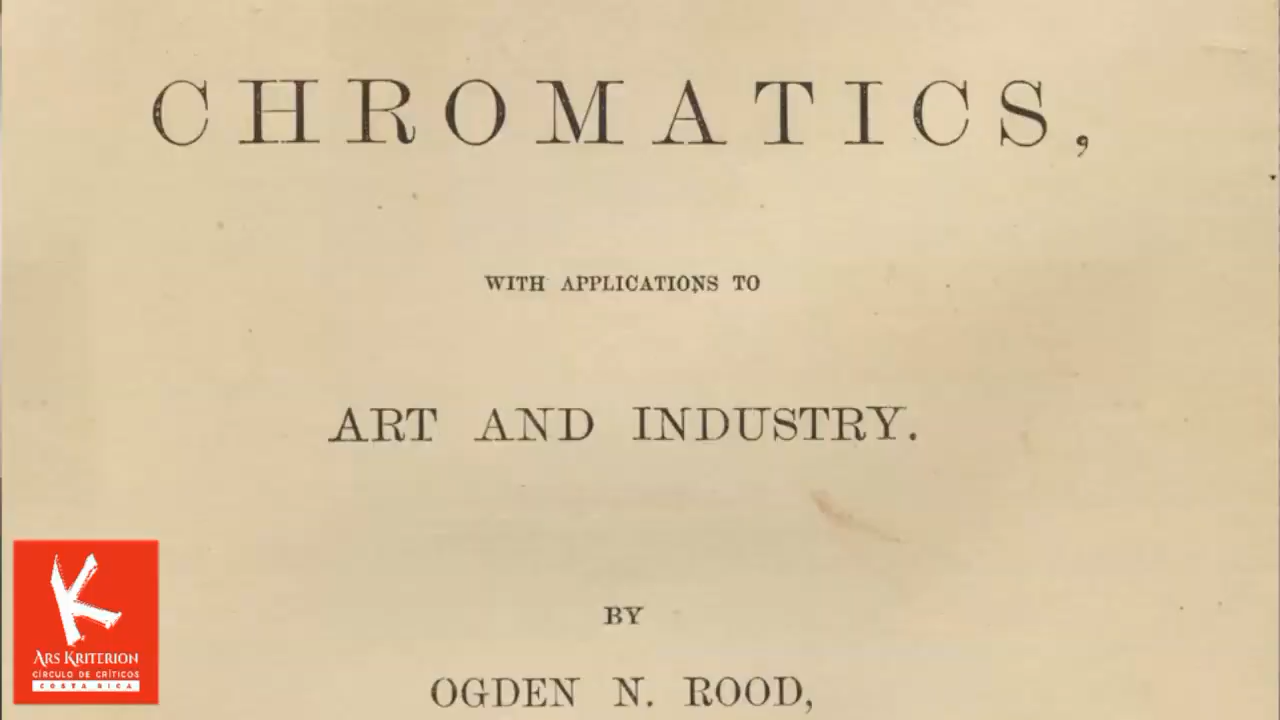 CHROMATICS,
WITH APPLICATIONS TO
ART AND INDUSTRY.
BY
OGDEN N. ROOD,
K
ARS KRITERION
CÍRCULO DE CRÍTICOS
COSTA RICA